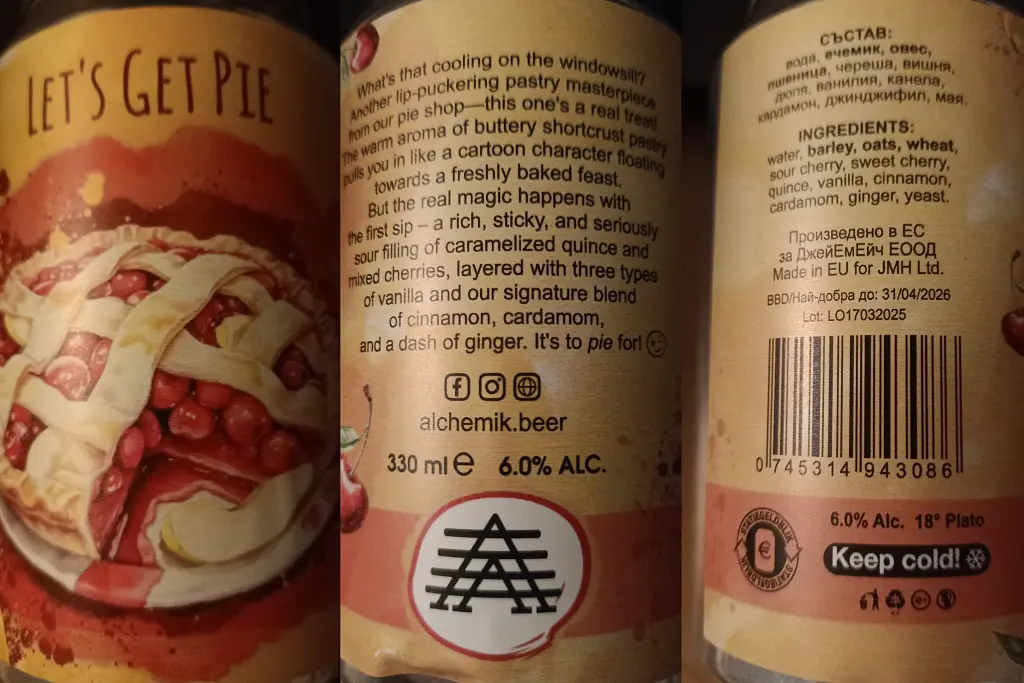 LET'S GET PIE
What's that cooling on the windowsill?
Another lip-puckering pastry masterpiece
from our pie shop—this one's a real treat!
The warm aroma of buttery shortcrust pastry
pulls you in like a cartoon character floating
towards a freshly baked feast.
But the real magic happens with
the first sip – a rich, sticky, and seriously
sour filling of caramelized quince and
mixed cherries, layered with three types
of vanilla and our signature blend
of cinnamon, cardamom,
and a dash of ginger. It's to pie for!
alchemik.beer
330 ml e 6.0% ALC.
СЪСТАВ:
вода, ечемик, овес,
пшеница, череша, вишня,
дюля, ванилия, канела,
кардамон, джинджифил, мая.
INGREDIENTS:
water, barley, oats, wheat,
sour cherry, sweet cherry,
quince, vanilla, cinnamon,
cardamom, ginger, yeast.
Произведено в ЕС
за ДжейЕмЕйч ЕООД
Made in EU for JMH Ltd.
BBD/Най-добра до: 31/04/2026
Lot: LO17032025
0 745314 943086
STATIEGELDBLIK
€
STATIEGELDBLIK
6.0% Alc. 18° Plato
Keep cold!
18+